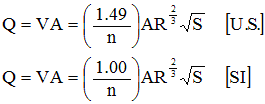 Q = VA = (1.49/n) AR^(2/3) √S [U.S.]
Q = VA = (1.00/n) AR^(2/3) √S [SI]